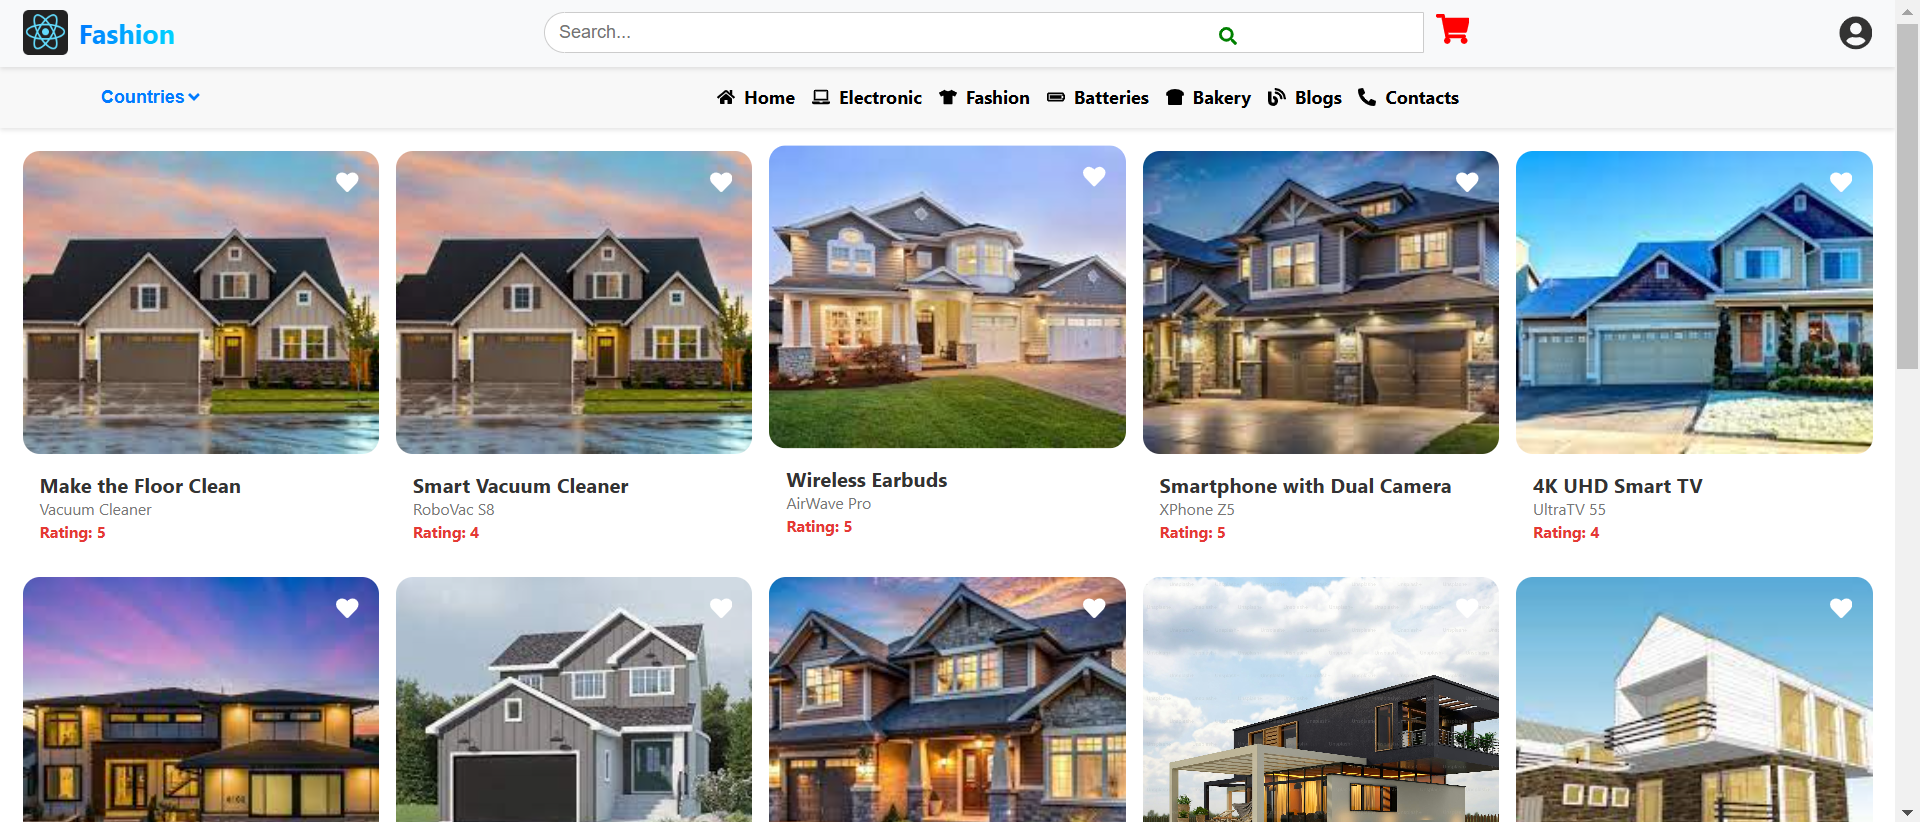 Fashion
Search...
Countries
Home Electronic Fashion Batteries Bakery Blogs Contacts
Make the Floor Clean
Vacuum Cleaner
Rating: 5
Smart Vacuum Cleaner
RoboVac S8
Rating: 4
Wireless Earbuds
AirWave Pro
Rating: 5
Smartphone with Dual Camera
XPhone Z5
Rating: 5
4K UHD Smart TV
UltraTV 55
Rating: 4